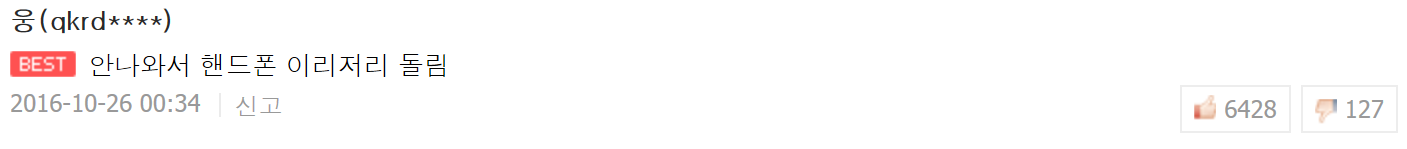 웅(qkrd****)
BEST 안나와서 핸드폰 이리저리 돌림
2016-10-26 00:34 신고 6428 127